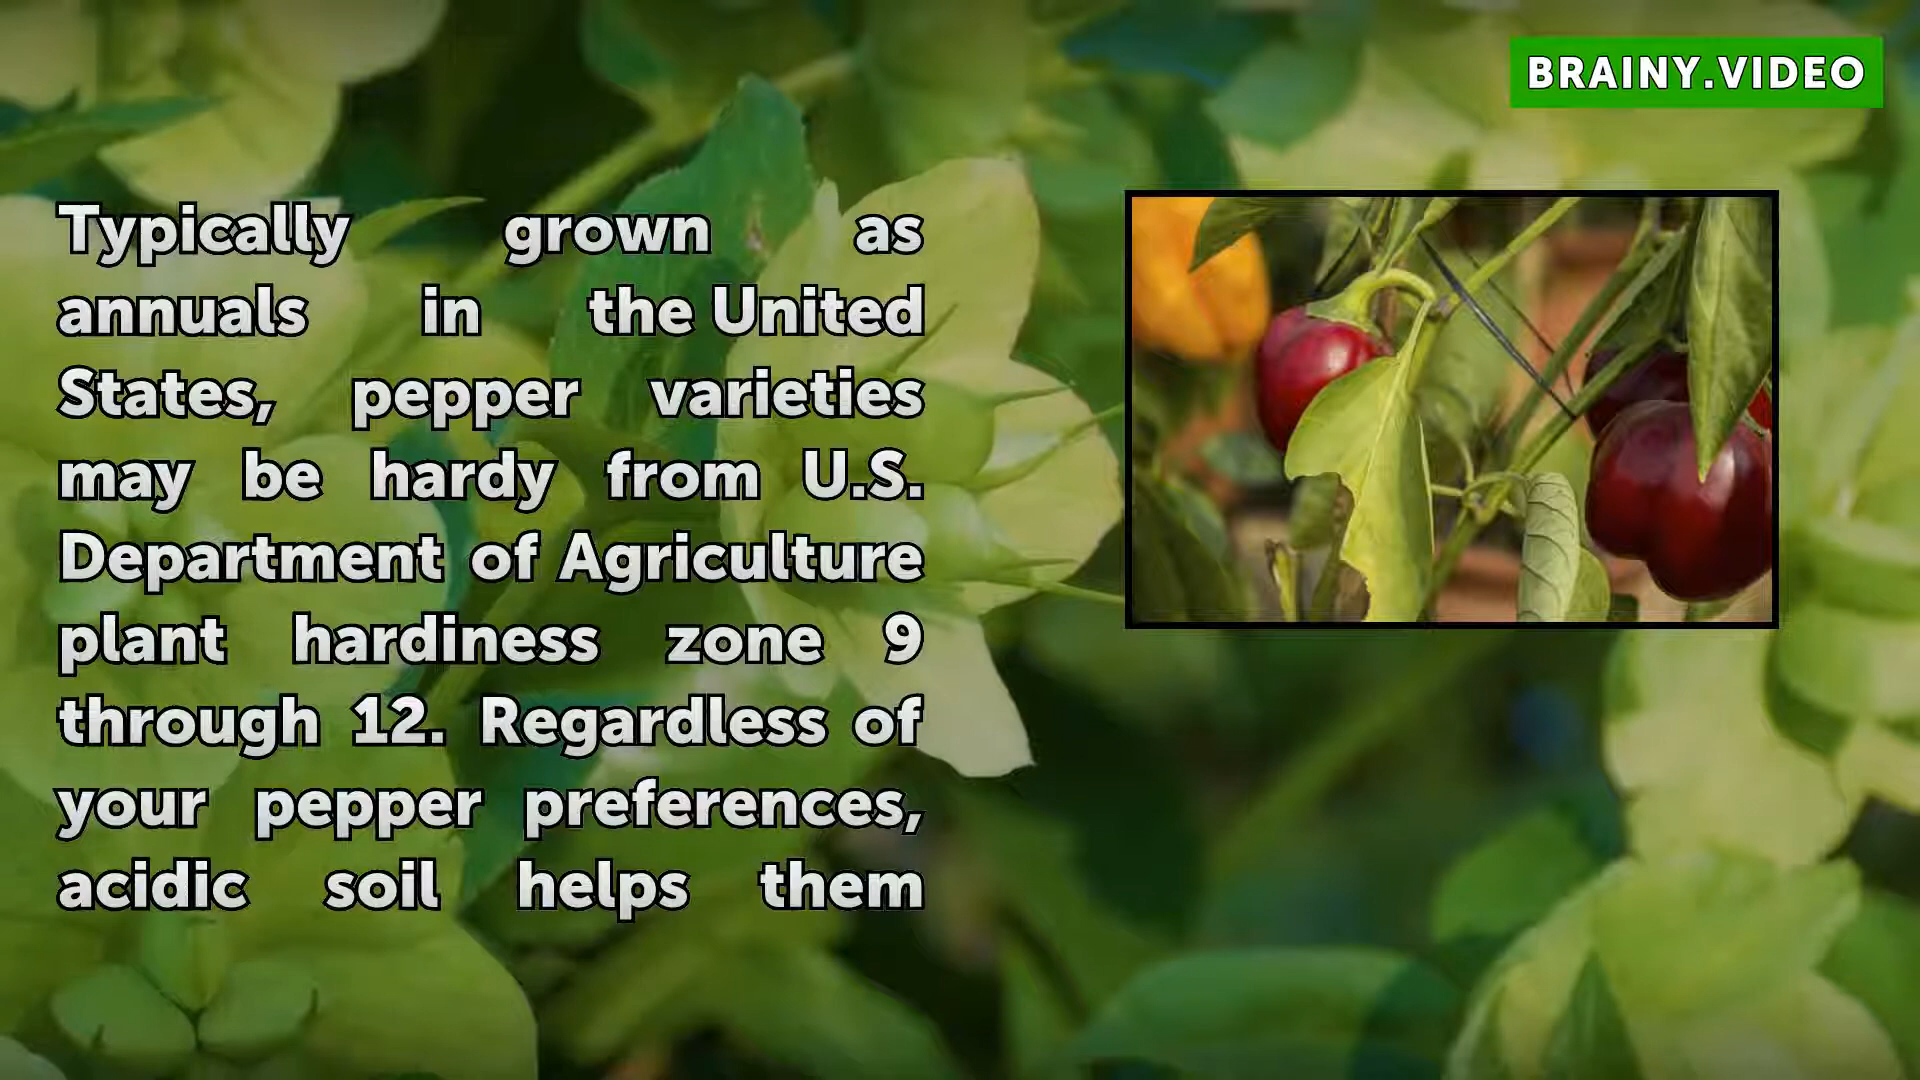 BRAINY.VIDEO
Typically grown as
annuals in the United
States, pepper varieties
may be hardy from U.S.
Department of Agriculture
plant hardiness zone 9
through 12. Regardless of
your pepper preferences,
acidic soil helps them